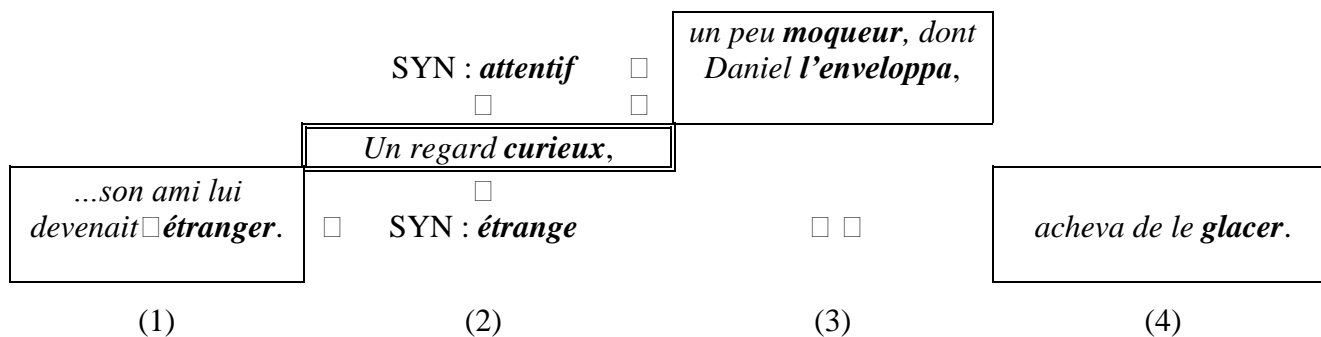 un peu moqueur, dont
SYN : attentif □ Daniel l'enveloppa,
□ □
Un regard curieux,
...son ami lui □
devenait□étranger. □ SYN : étrange □ □ acheva de le glacer.
(1) (2) (3) (4)